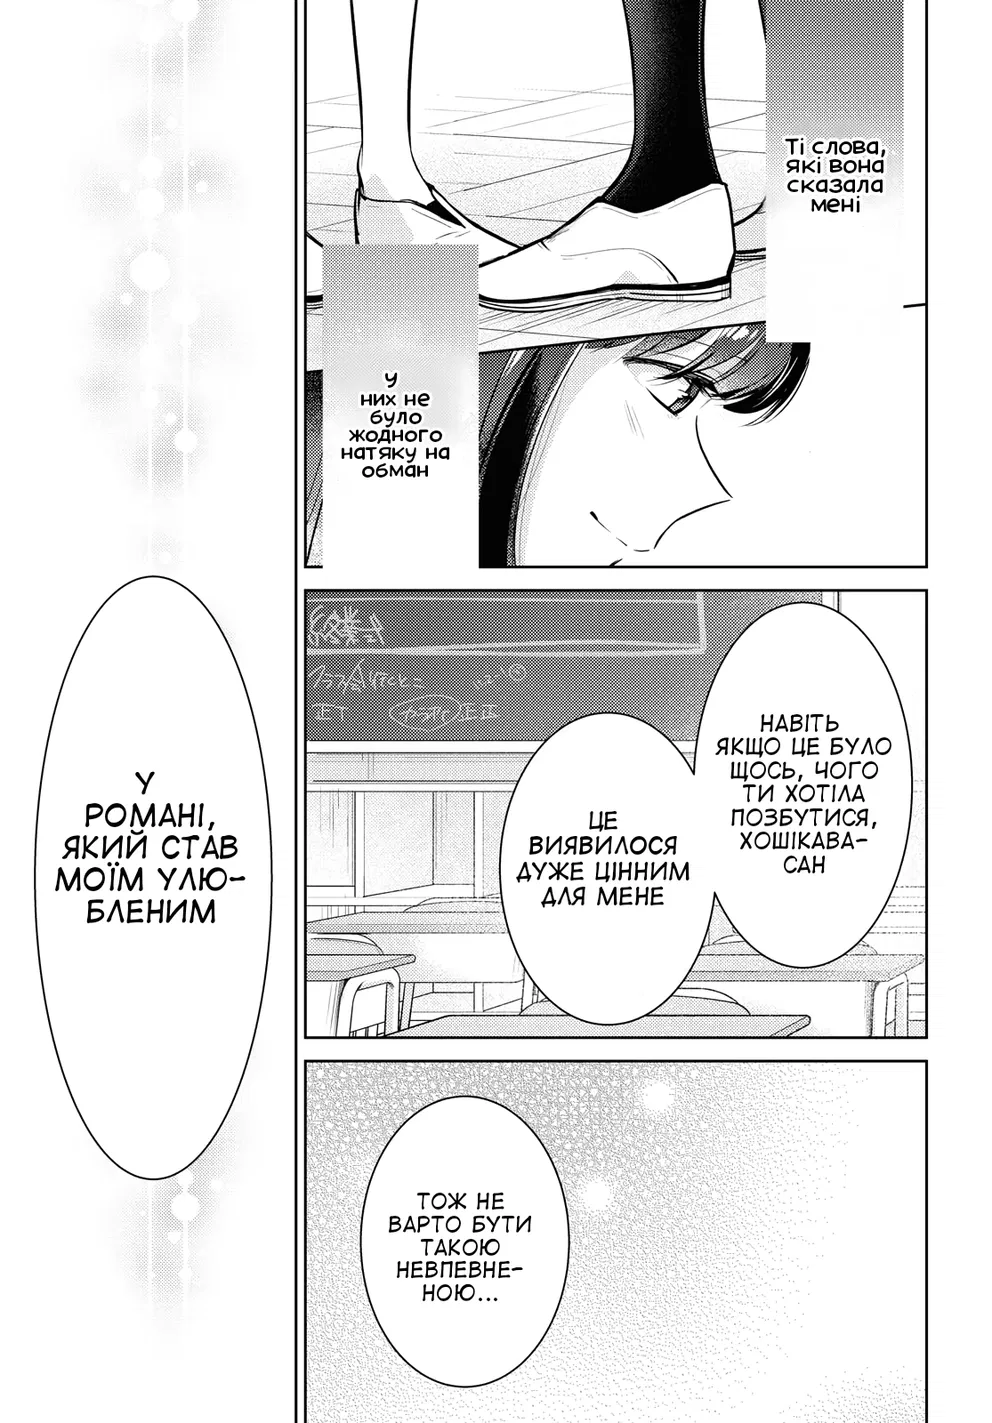 Ті слова,
які вона
сказала
мені
У
них не
було
жодного
натяку на
обман
НАВІТЬ
ЯКЩО ЦЕ БУЛО
ЩОСЬ, ЧОГО
ТИ ХОТІЛА
ПОЗБУТИСЯ,
ХОШІКАВА-
САН
ЦЕ
ВИЯВИЛОСЯ
ДУЖЕ ЦІННИМ
ДЛЯ МЕНЕ
ТОЖ НЕ
ВАРТО БУТИ
ТАКОЮ
НЕВПЕВНЕ-
НОЮ...
У
РОМАНІ,
ЯКИЙ СТАВ
МОЇМ УЛЮ-
БЛЕНИМ